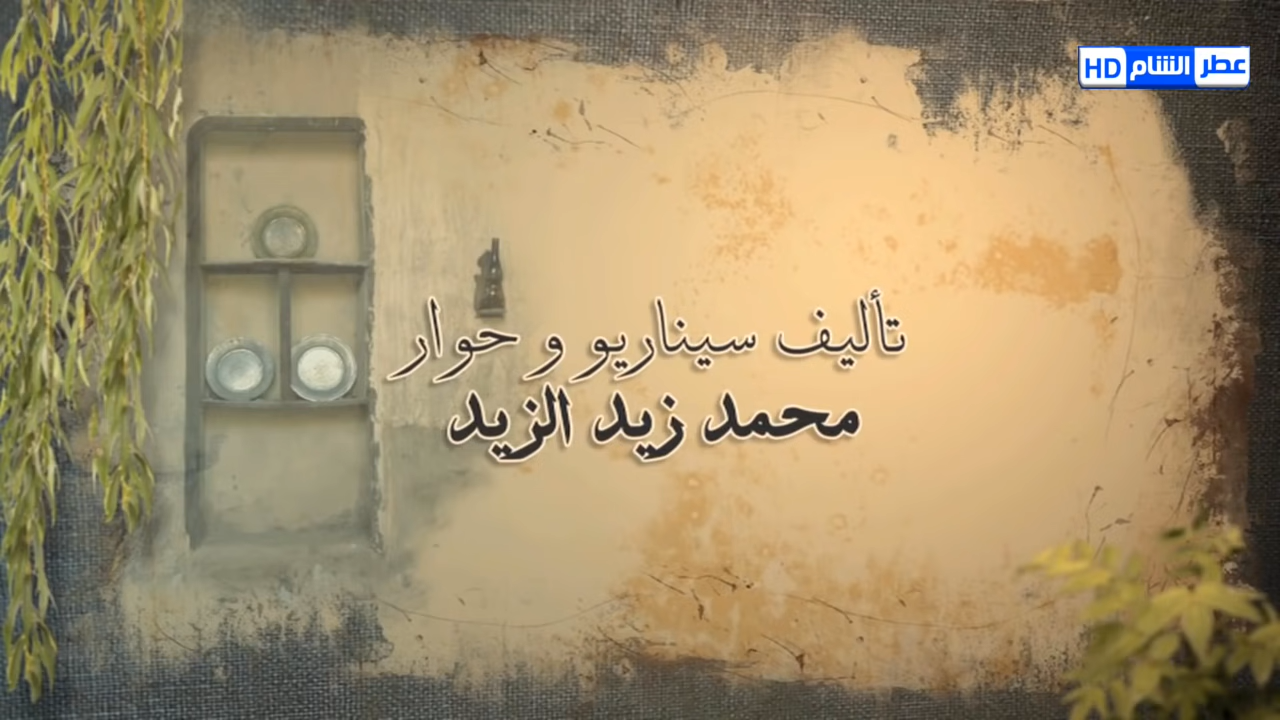 عطر الشام HD
تأليف سيناريو و حوار
محمد زيد الزيد